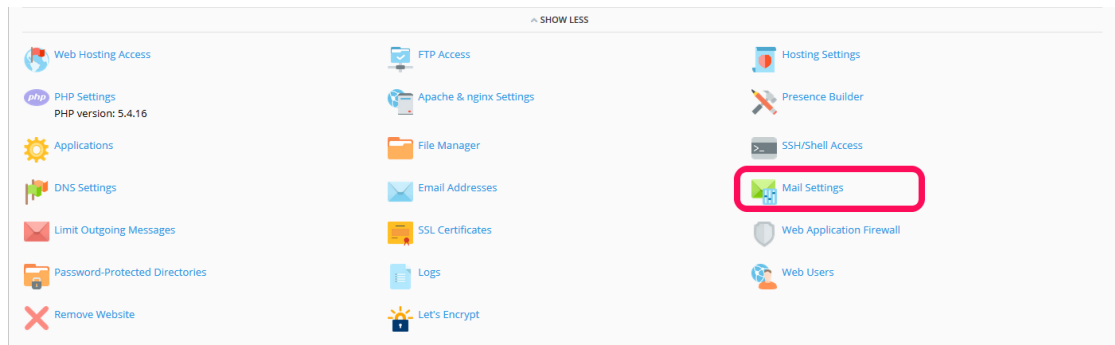 SHOW LESS
Web Hosting Access
FTP Access
Hosting Settings
php
PHP Settings
PHP version: 5.4.16
Apache & nginx Settings
Presence Builder
Applications
File Manager
>_
SSH/Shell Access
DNS Settings
Email Addresses
Mail Settings
Limit Outgoing Messages
SSL Certificates
Web Application Firewall
Password-Protected Directories
Logs
Web Users
Remove Website
Let's Encrypt